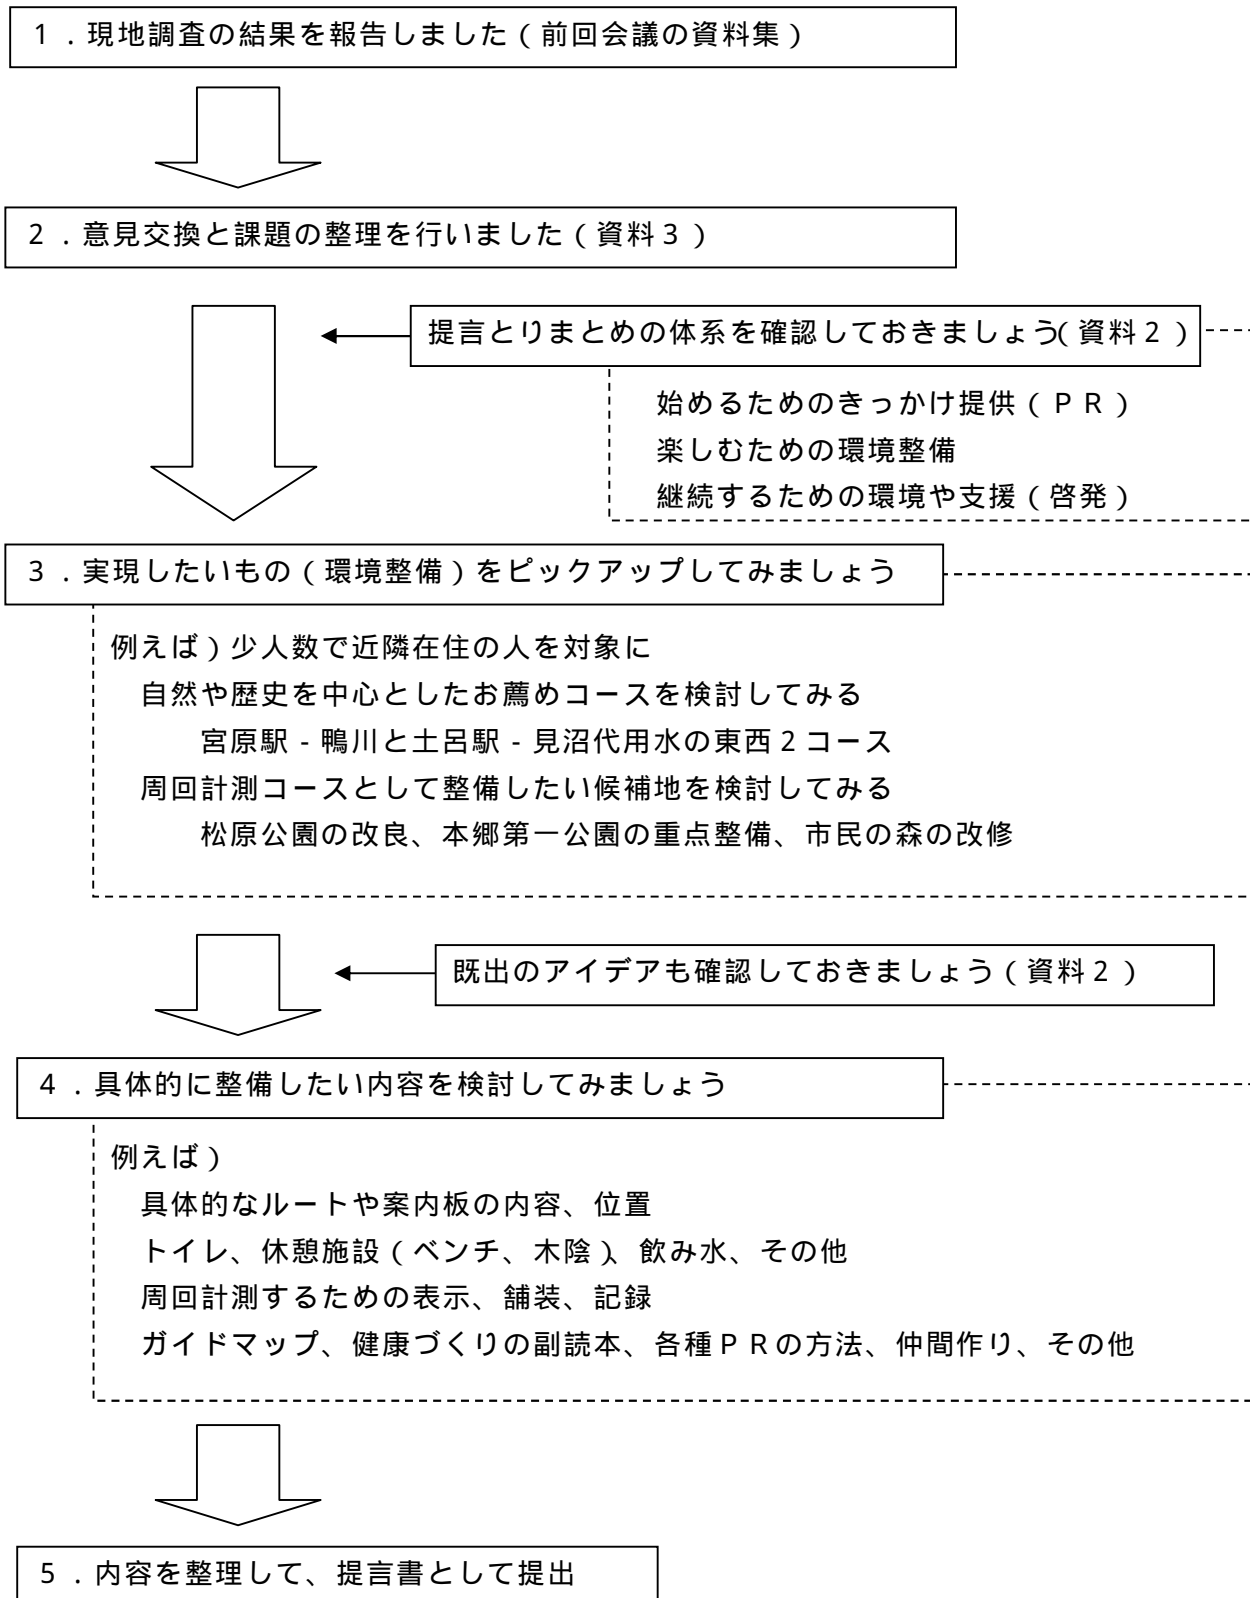 １．現地調査の結果を報告しました（前回会議の資料集）
２．意見交換と課題の整理を行いました（資料３）
提言とりまとめの体系を確認しておきましょう（資料２）
始めるためのきっかけ提供（ＰＲ）
楽しむための環境整備
継続するための環境や支援（啓発）
３．実現したいもの（環境整備）をピックアップしてみましょう
例えば）少人数で近隣在住の人を対象に
自然や歴史を中心としたお薦めコースを検討してみる
宮原駅‐鴨川と土呂駅‐見沼代用水の東西２コース
周回計測コースとして整備したい候補地を検討してみる
松原公園の改良、本郷第一公園の重点整備、市民の森の改修
既出のアイデアも確認しておきましょう（資料２）
４．具体的に整備したい内容を検討してみましょう
例えば）
具体的なルートや案内板の内容、位置
トイレ、休憩施設（ベンチ、木陰）、飲み水、その他
周回計測するための表示、舗装、記録
ガイドマップ、健康づくりの副読本、各種ＰＲの方法、仲間作り、その他
５．内容を整理して、提言書として提出